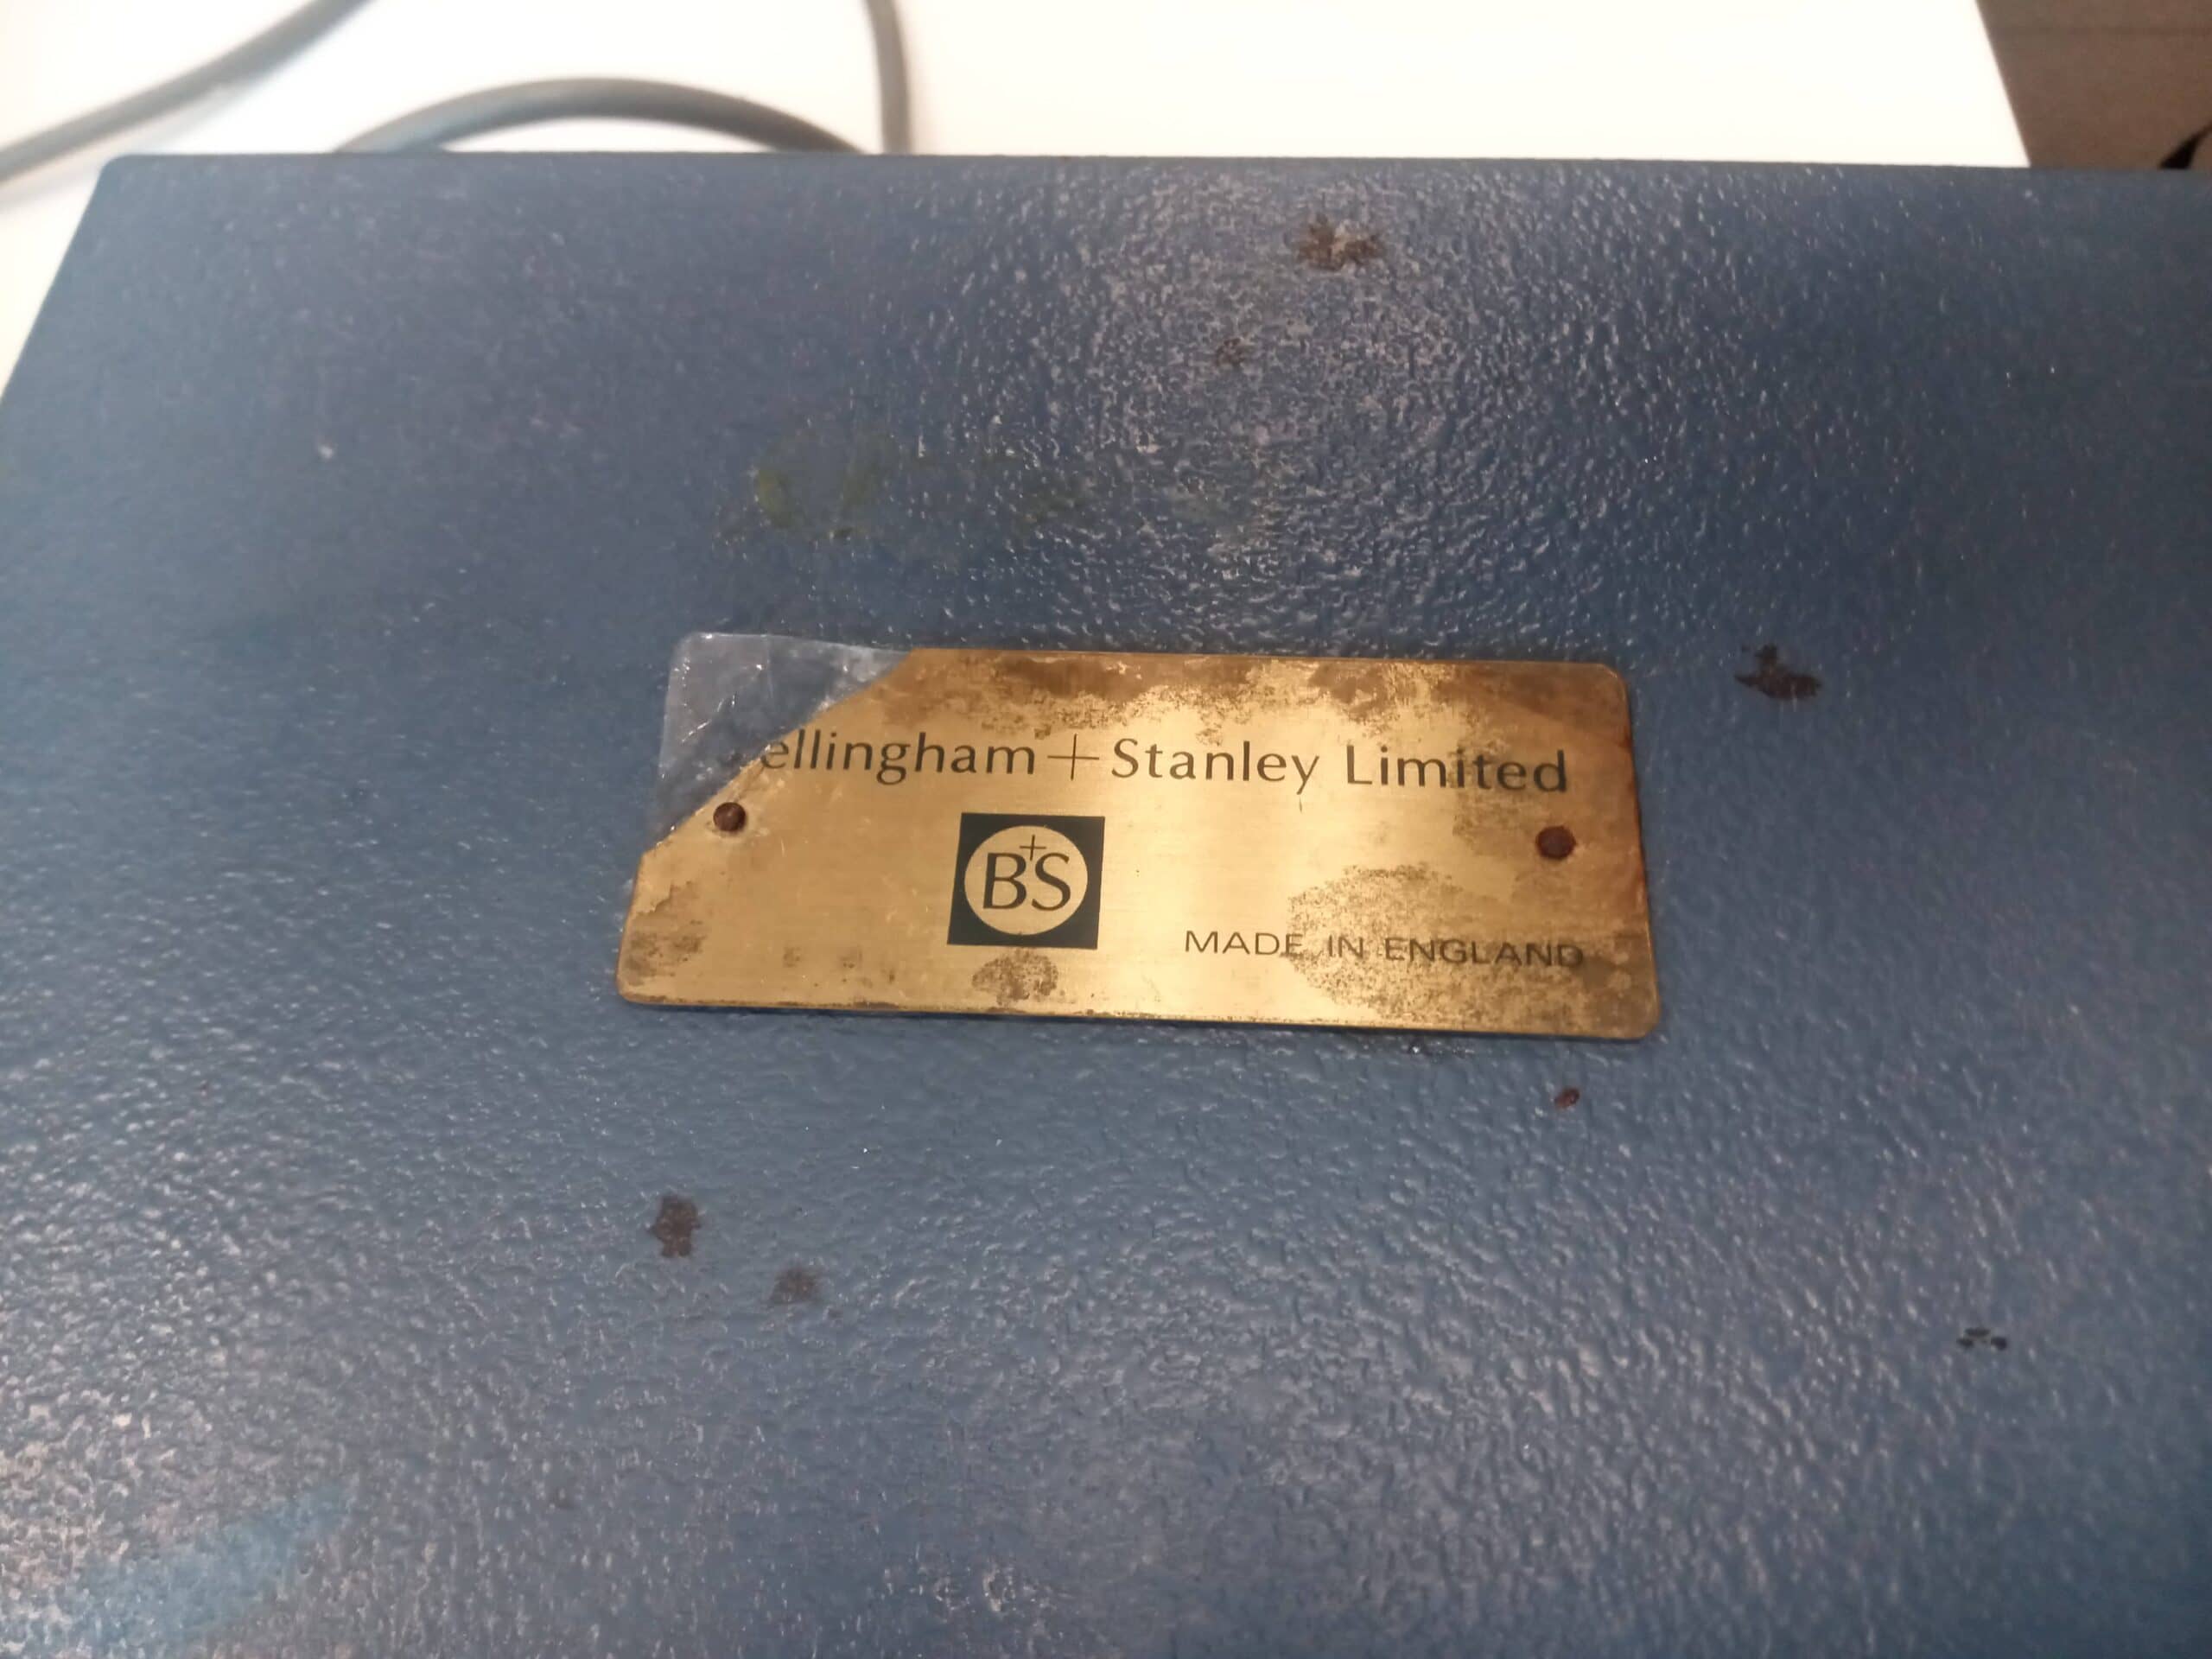 ellingham + Stanley Limited
B+S
MADE IN ENGLAND